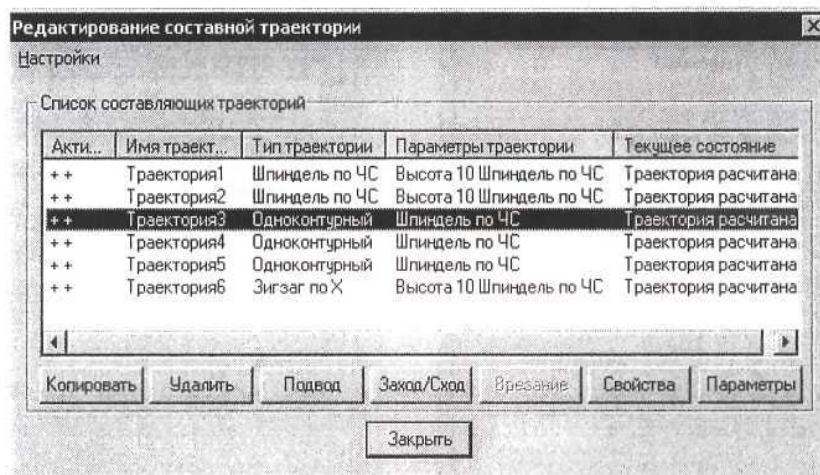 Редактирование составной траектории
Настройки
Список составляющих траекторий
Акти... Имя траект... Тип траектории Параметры траектории Текущее состояние
++ Траектория1 Шпиндель по ЧС Высота 10 Шпиндель по ЧС Траектория расчитана
++ Траектория2 Шпиндель по ЧС Высота 10 Шпиндель по ЧС Траектория расчитана
++ Траектория3 Одноконтурный Шпиндель по ЧС Траектория расчитана
++ Траектория4 Одноконтурный Шпиндель по ЧС Траектория расчитана
++ Траектория5 Одноконтурный Шпиндель по ЧС Траектория расчитана
++ Траектория6 Зигзаг по X Высота 10 Шпиндель по ЧС Траектория расчитана
Копировать Удалить Подвод Заход/Сход Врезание Свойства Параметры
Закрыть